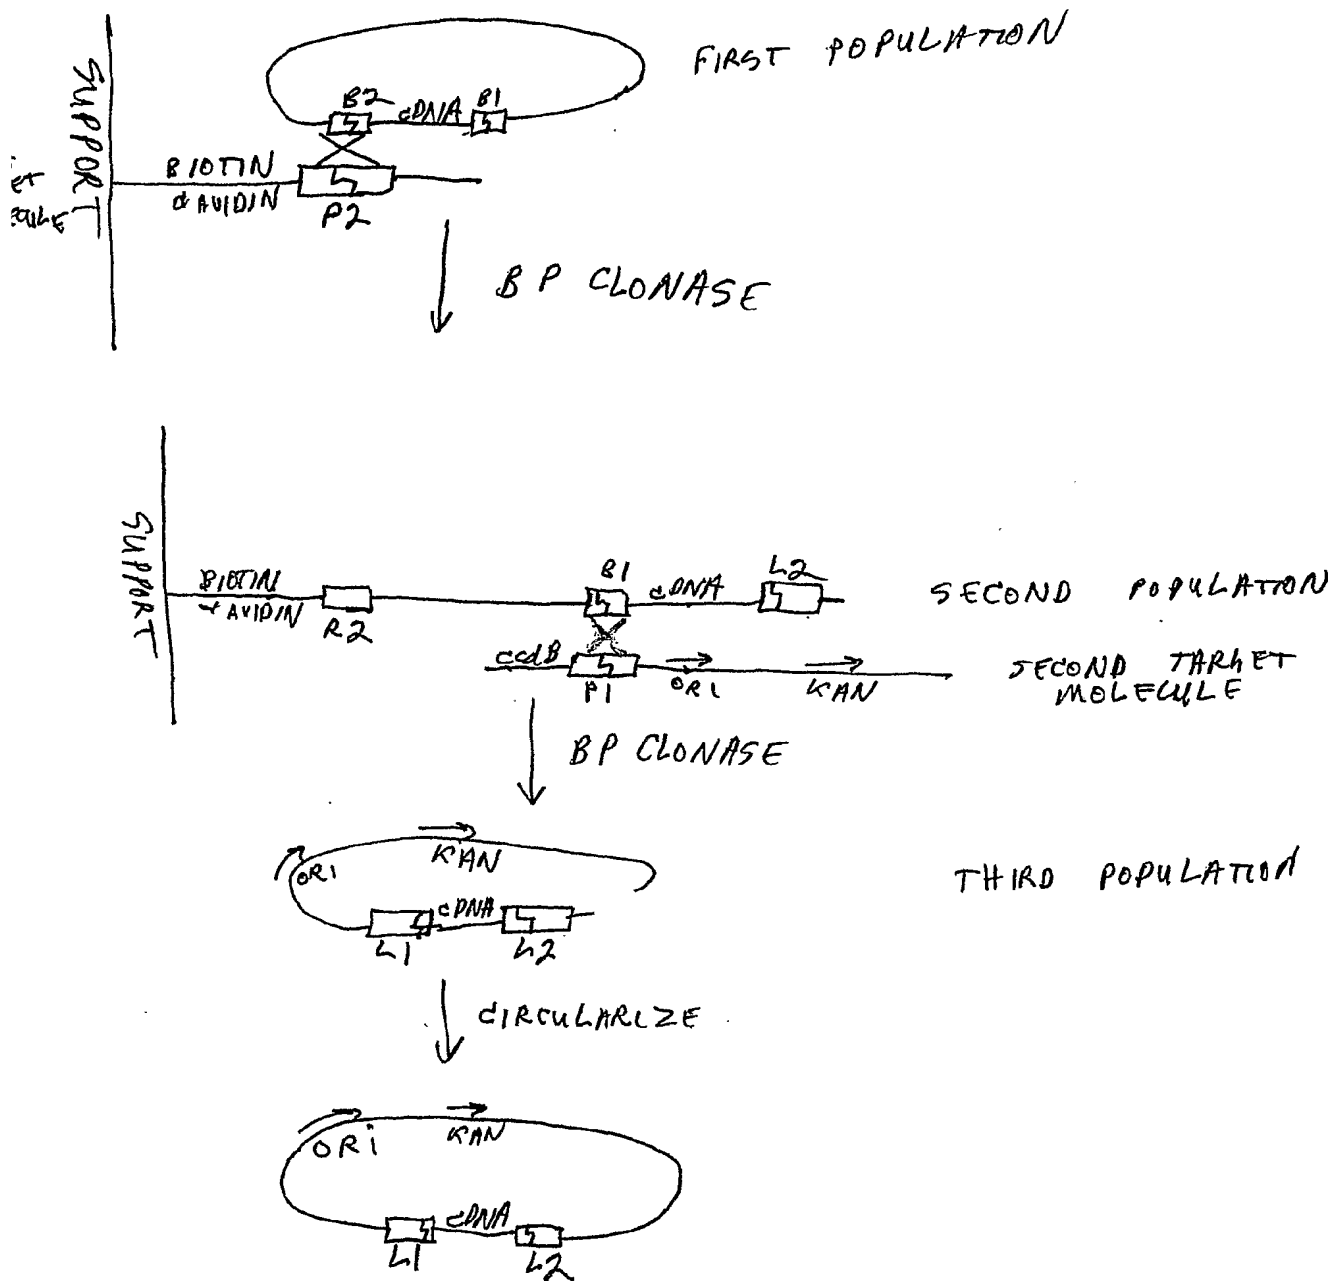 FIRST POPULATION
SUPPORT
B2 cDNA B1
BIOTIN
AVIDIN
P2
ET
BP CLONASE
SUPPORT
BIOTIN
AVIDIN
R2
B1 cDNA L2
SECOND POPULATION
ccdB
P1
ORI
KAN
SECOND TARGET
MOLECULE
BP CLONASE
ORI
KAN
cDNA
L1
L2
THIRD POPULATION
CIRCULARIZE
ORi
KAN
cDNA
L1
L2